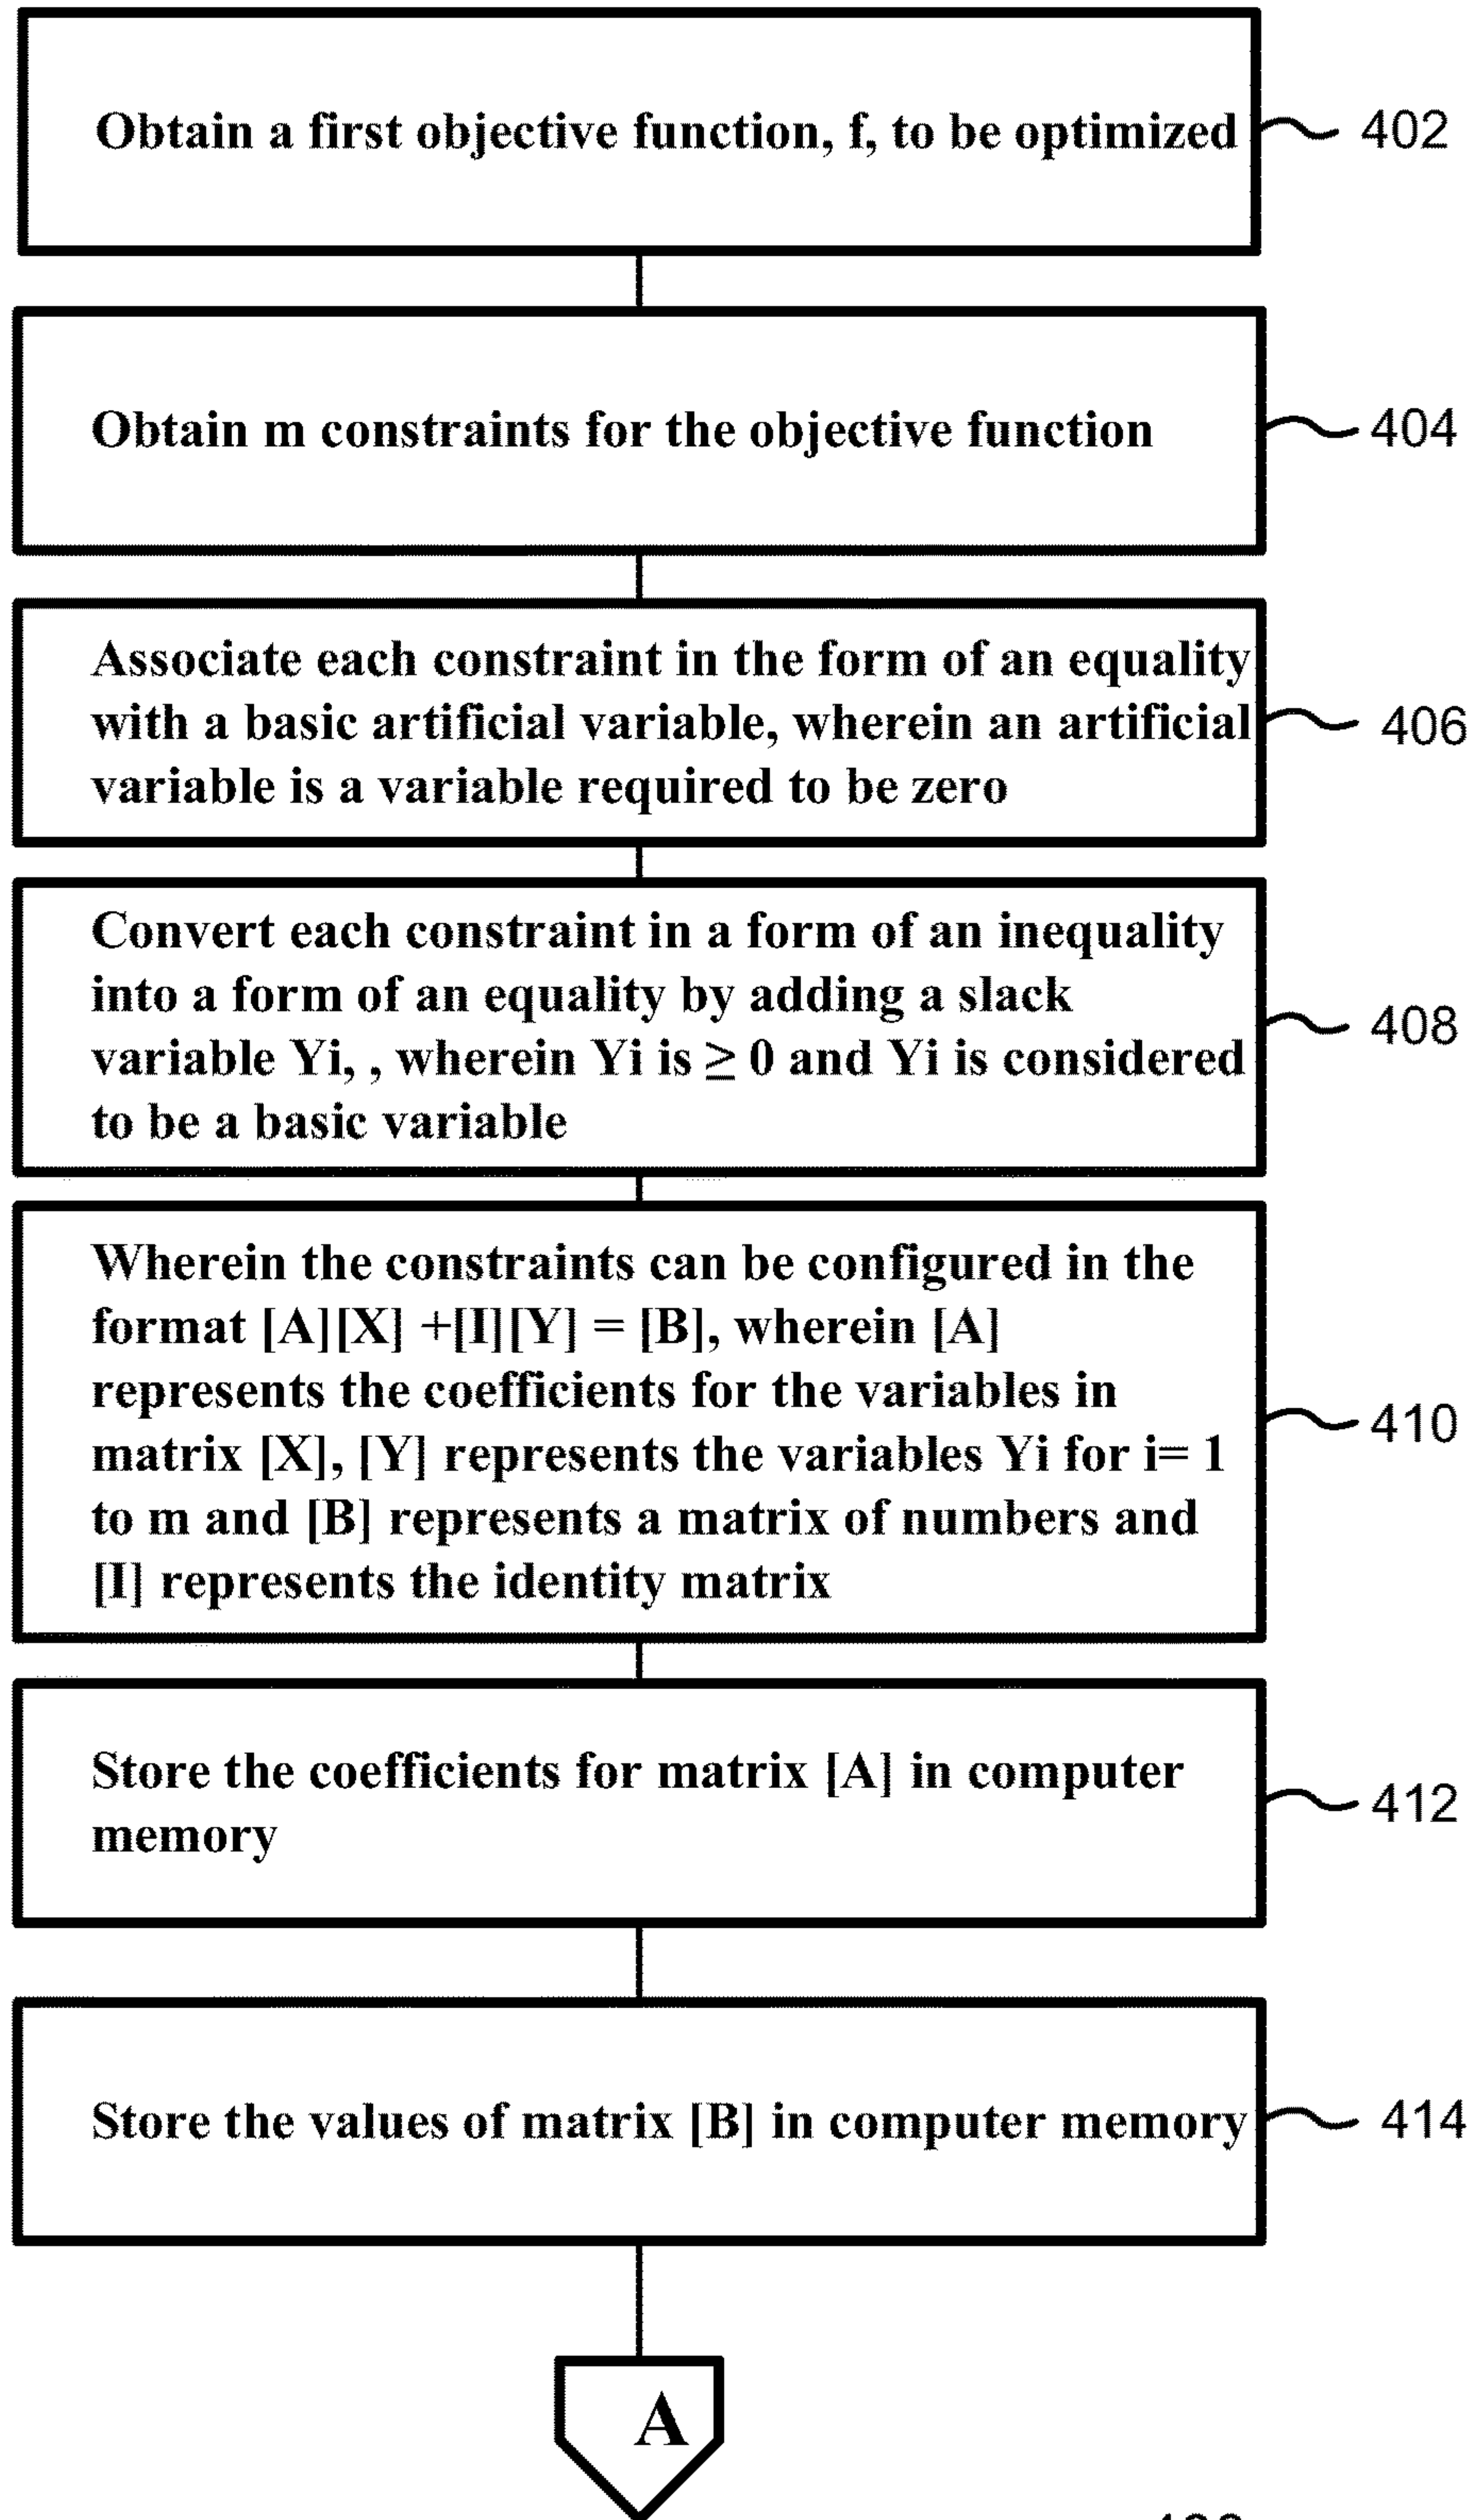 Obtain a first objective function, f, to be optimized
402
Obtain m constraints for the objective function
404
Associate each constraint in the form of an equality
with a basic artificial variable, wherein an artificial
variable is a variable required to be zero
406
Convert each constraint in a form of an inequality
into a form of an equality by adding a slack
variable Yi, , wherein Yi is ≥ 0 and Yi is considered
to be a basic variable
408
Wherein the constraints can be configured in the
format [A][X] +[I][Y] = [B], wherein [A]
represents the coefficients for the variables in
matrix [X], [Y] represents the variables Yi for i= 1
to m and [B] represents a matrix of numbers and
[I] represents the identity matrix
410
Store the coefficients for matrix [A] in computer
memory
412
Store the values of matrix [B] in computer memory
414
A